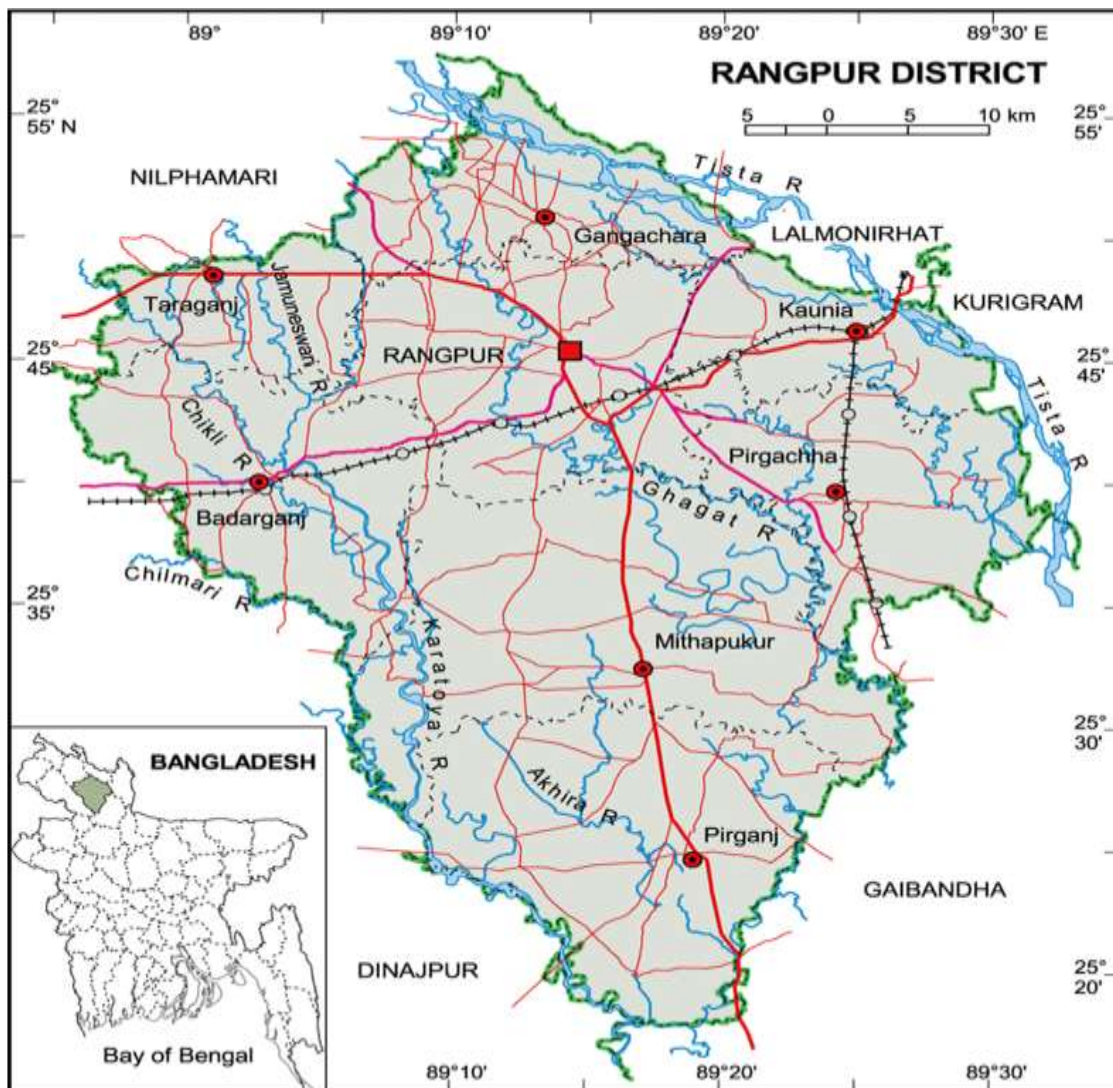 89°
89°10'
89°20'
89°30' E
RANGPUR DISTRICT
5 0 5 10 km
25°
55' N
25°
55'
NILPHAMARI
Tista R
Gangachara
LALMONIRHAT
Taraganj
Jamuneswari R
Kaunia
KURIGRAM
RANGPUR
25°
45'
25°
45'
Chikli R
Tista R
Pirgachha
Ghagat R
Badarganj
Chilmari R
25°
35'
Karatoya R
Mithapukur
25°
30'
BANGLADESH
Akhira R
Pirganj
GAIBANDHA
DINAJPUR
25°
20'
Bay of Bengal
89°10'
89°20'